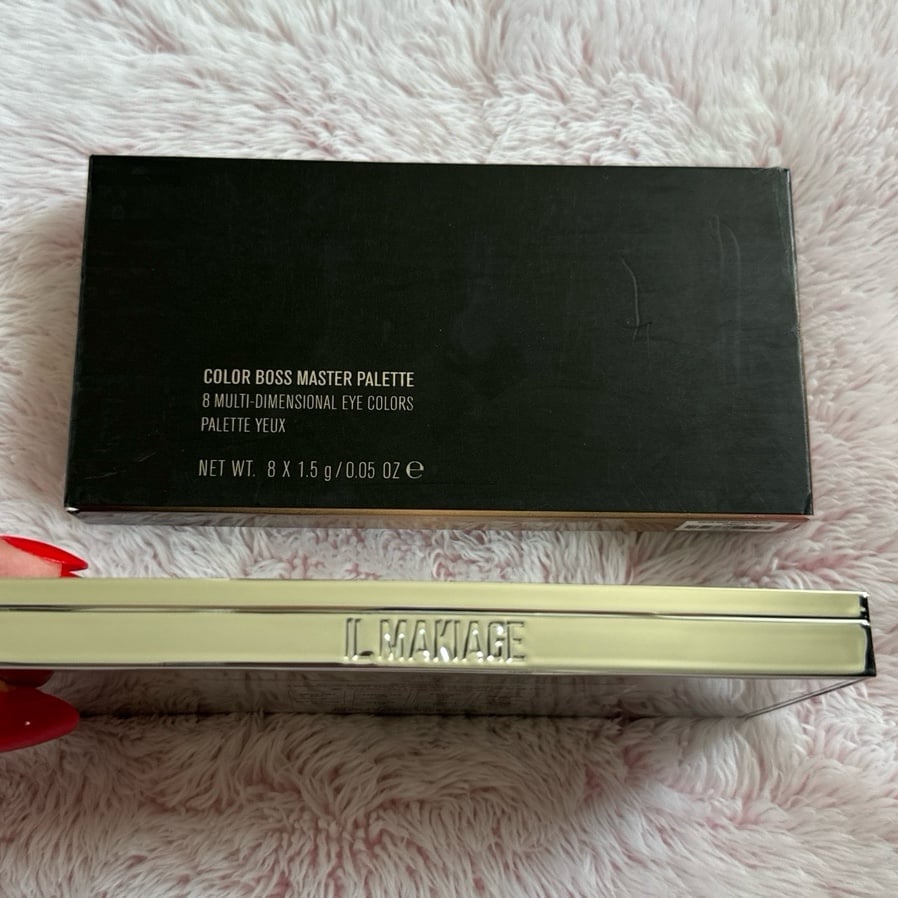 COLOR BOSS MASTER PALETTE
8 MULTI-DIMENSIONAL EYE COLORS
PALETTE YEUX
NET WT. 8 X 1.5 g / 0.05 OZ ℮
IL MAKIAGE